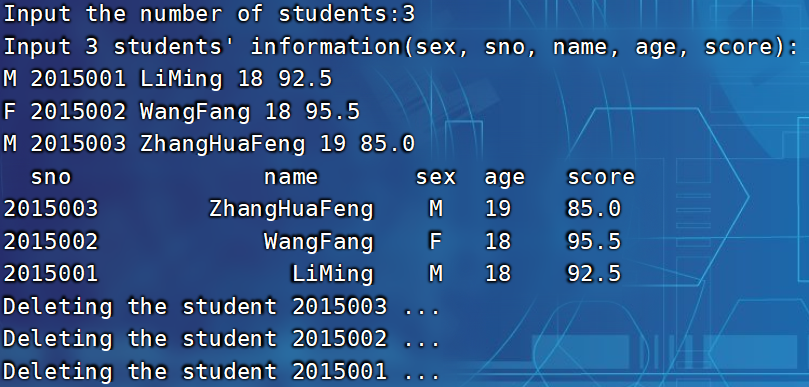 Input the number of students:3
Input 3 students' information(sex, sno, name, age, score):
M 2015001 LiMing 18 92.5
F 2015002 WangFang 18 95.5
M 2015003 ZhangHuaFeng 19 85.0
  sno              name       sex  age   score
2015003        ZhangHuaFeng    M   19    85.0
2015002            WangFang    F   18    95.5
2015001              LiMing    M   18    92.5
Deleting the student 2015003 ...
Deleting the student 2015002 ...
Deleting the student 2015001 ...